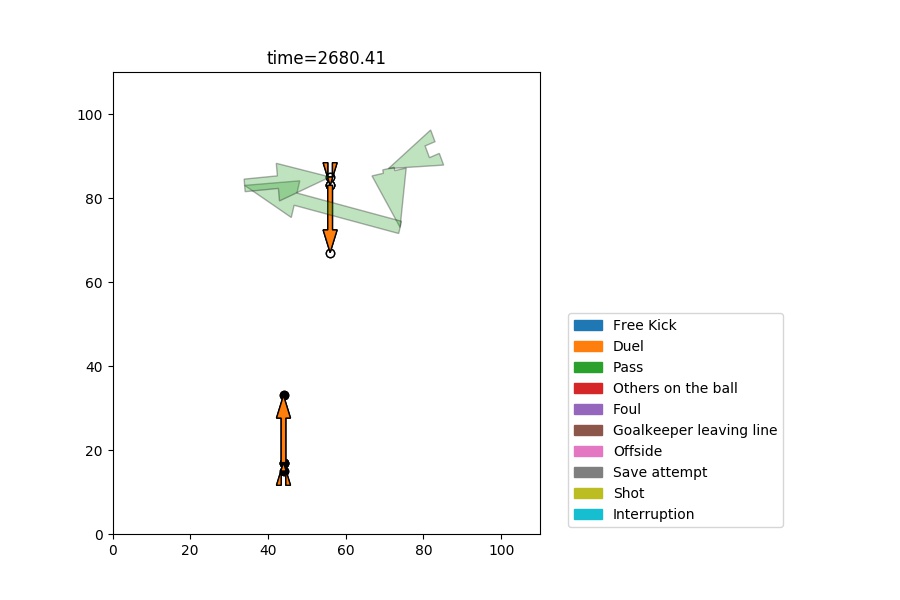 time=2680.41
100
80
60
40
20
0
0 20 40 60 80 100
Free Kick
Duel
Pass
Others on the ball
Foul
Goalkeeper leaving line
Offside
Save attempt
Shot
Interruption